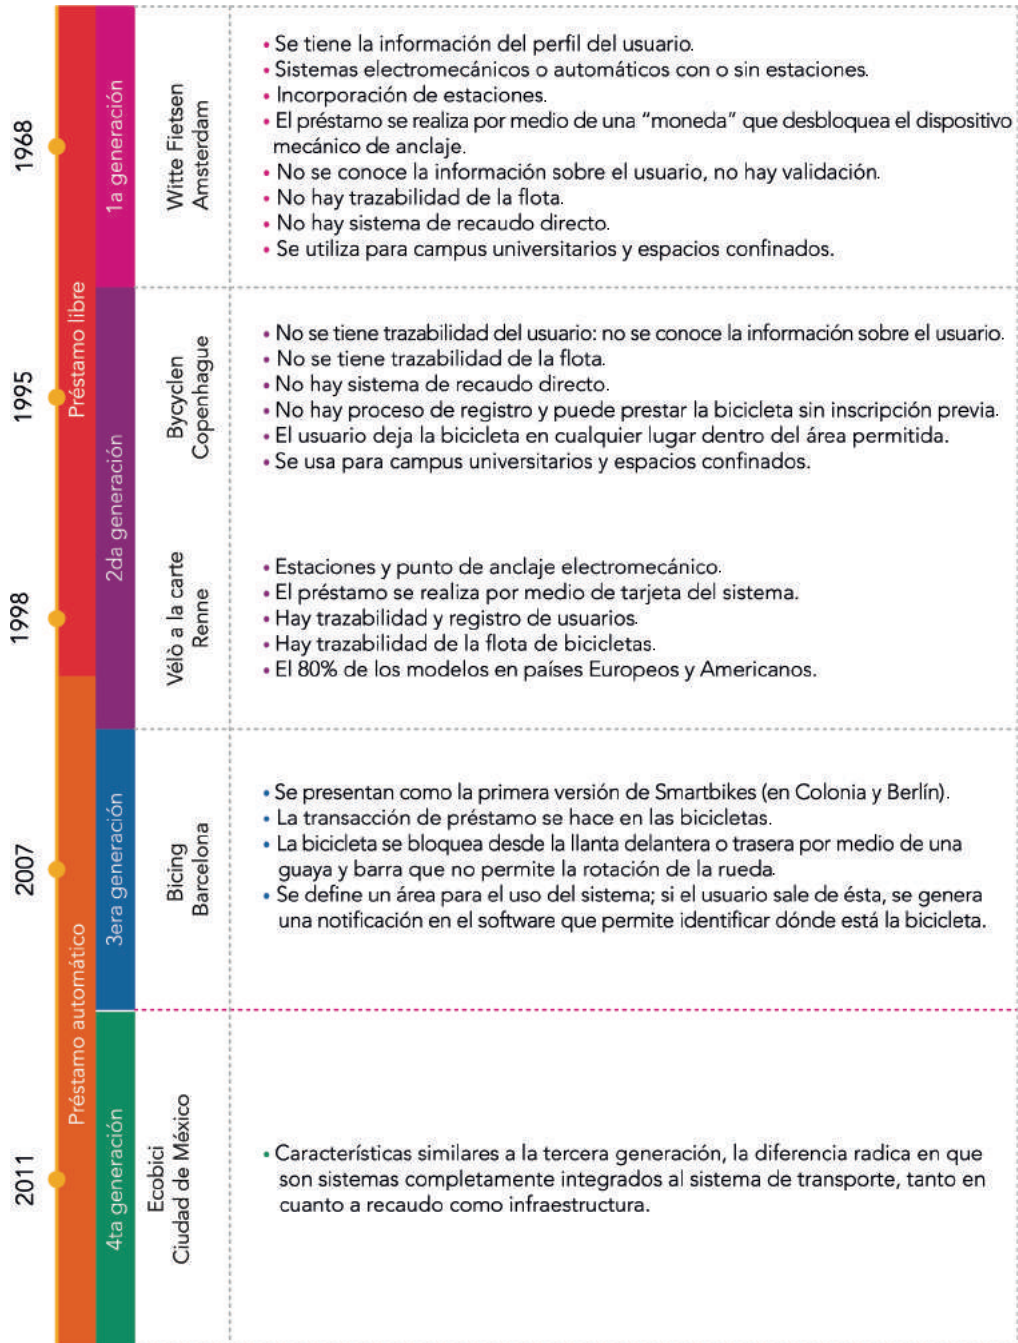 1968
Préstamo libre
1a generación
Witte Fietsen
Amsterdam
• Se tiene la información del perfil del usuario.
• Sistemas electromecánicos o automáticos con o sin estaciones.
• Incorporación de estaciones.
• El préstamo se realiza por medio de una “moneda” que desbloquea el dispositivo
mecánico de anclaje.
• No se conoce la información sobre el usuario, no hay validación.
• No hay trazabilidad de la flota.
• No hay sistema de recaudo directo.
• Se utiliza para campus universitarios y espacios confinados.
1995
2da generación
Bycyclen
Copenhague
• No se tiene trazabilidad del usuario: no se conoce la información sobre el usuario.
• No se tiene trazabilidad de la flota.
• No hay sistema de recaudo directo.
• No hay proceso de registro y puede prestar la bicicleta sin inscripción previa.
• El usuario deja la bicicleta en cualquier lugar dentro del área permitida.
• Se usa para campus universitarios y espacios confinados.
1998
Vélò a la carte
Renne
• Estaciones y punto de anclaje electromecánico.
• El préstamo se realiza por medio de tarjeta del sistema.
• Hay trazabilidad y registro de usuarios.
• Hay trazabilidad de la flota de bicicletas.
• El 80% de los modelos en países Europeos y Americanos.
2007
Préstamo automático
3era generación
Bicing
Barcelona
• Se presentan como la primera versión de Smartbikes (en Colonia y Berlín).
• La transacción de préstamo se hace en las bicicletas.
• La bicicleta se bloquea desde la llanta delantera o trasera por medio de una
guaya y barra que no permite la rotación de la rueda.
• Se define un área para el uso del sistema; si el usuario sale de ésta, se genera
una notificación en el software que permite identificar dónde está la bicicleta.
2011
4ta generación
Ecobici
Ciudad de México
• Características similares a la tercera generación, la diferencia radica en que
son sistemas completamente integrados al sistema de transporte, tanto en
cuanto a recaudo como infraestructura.